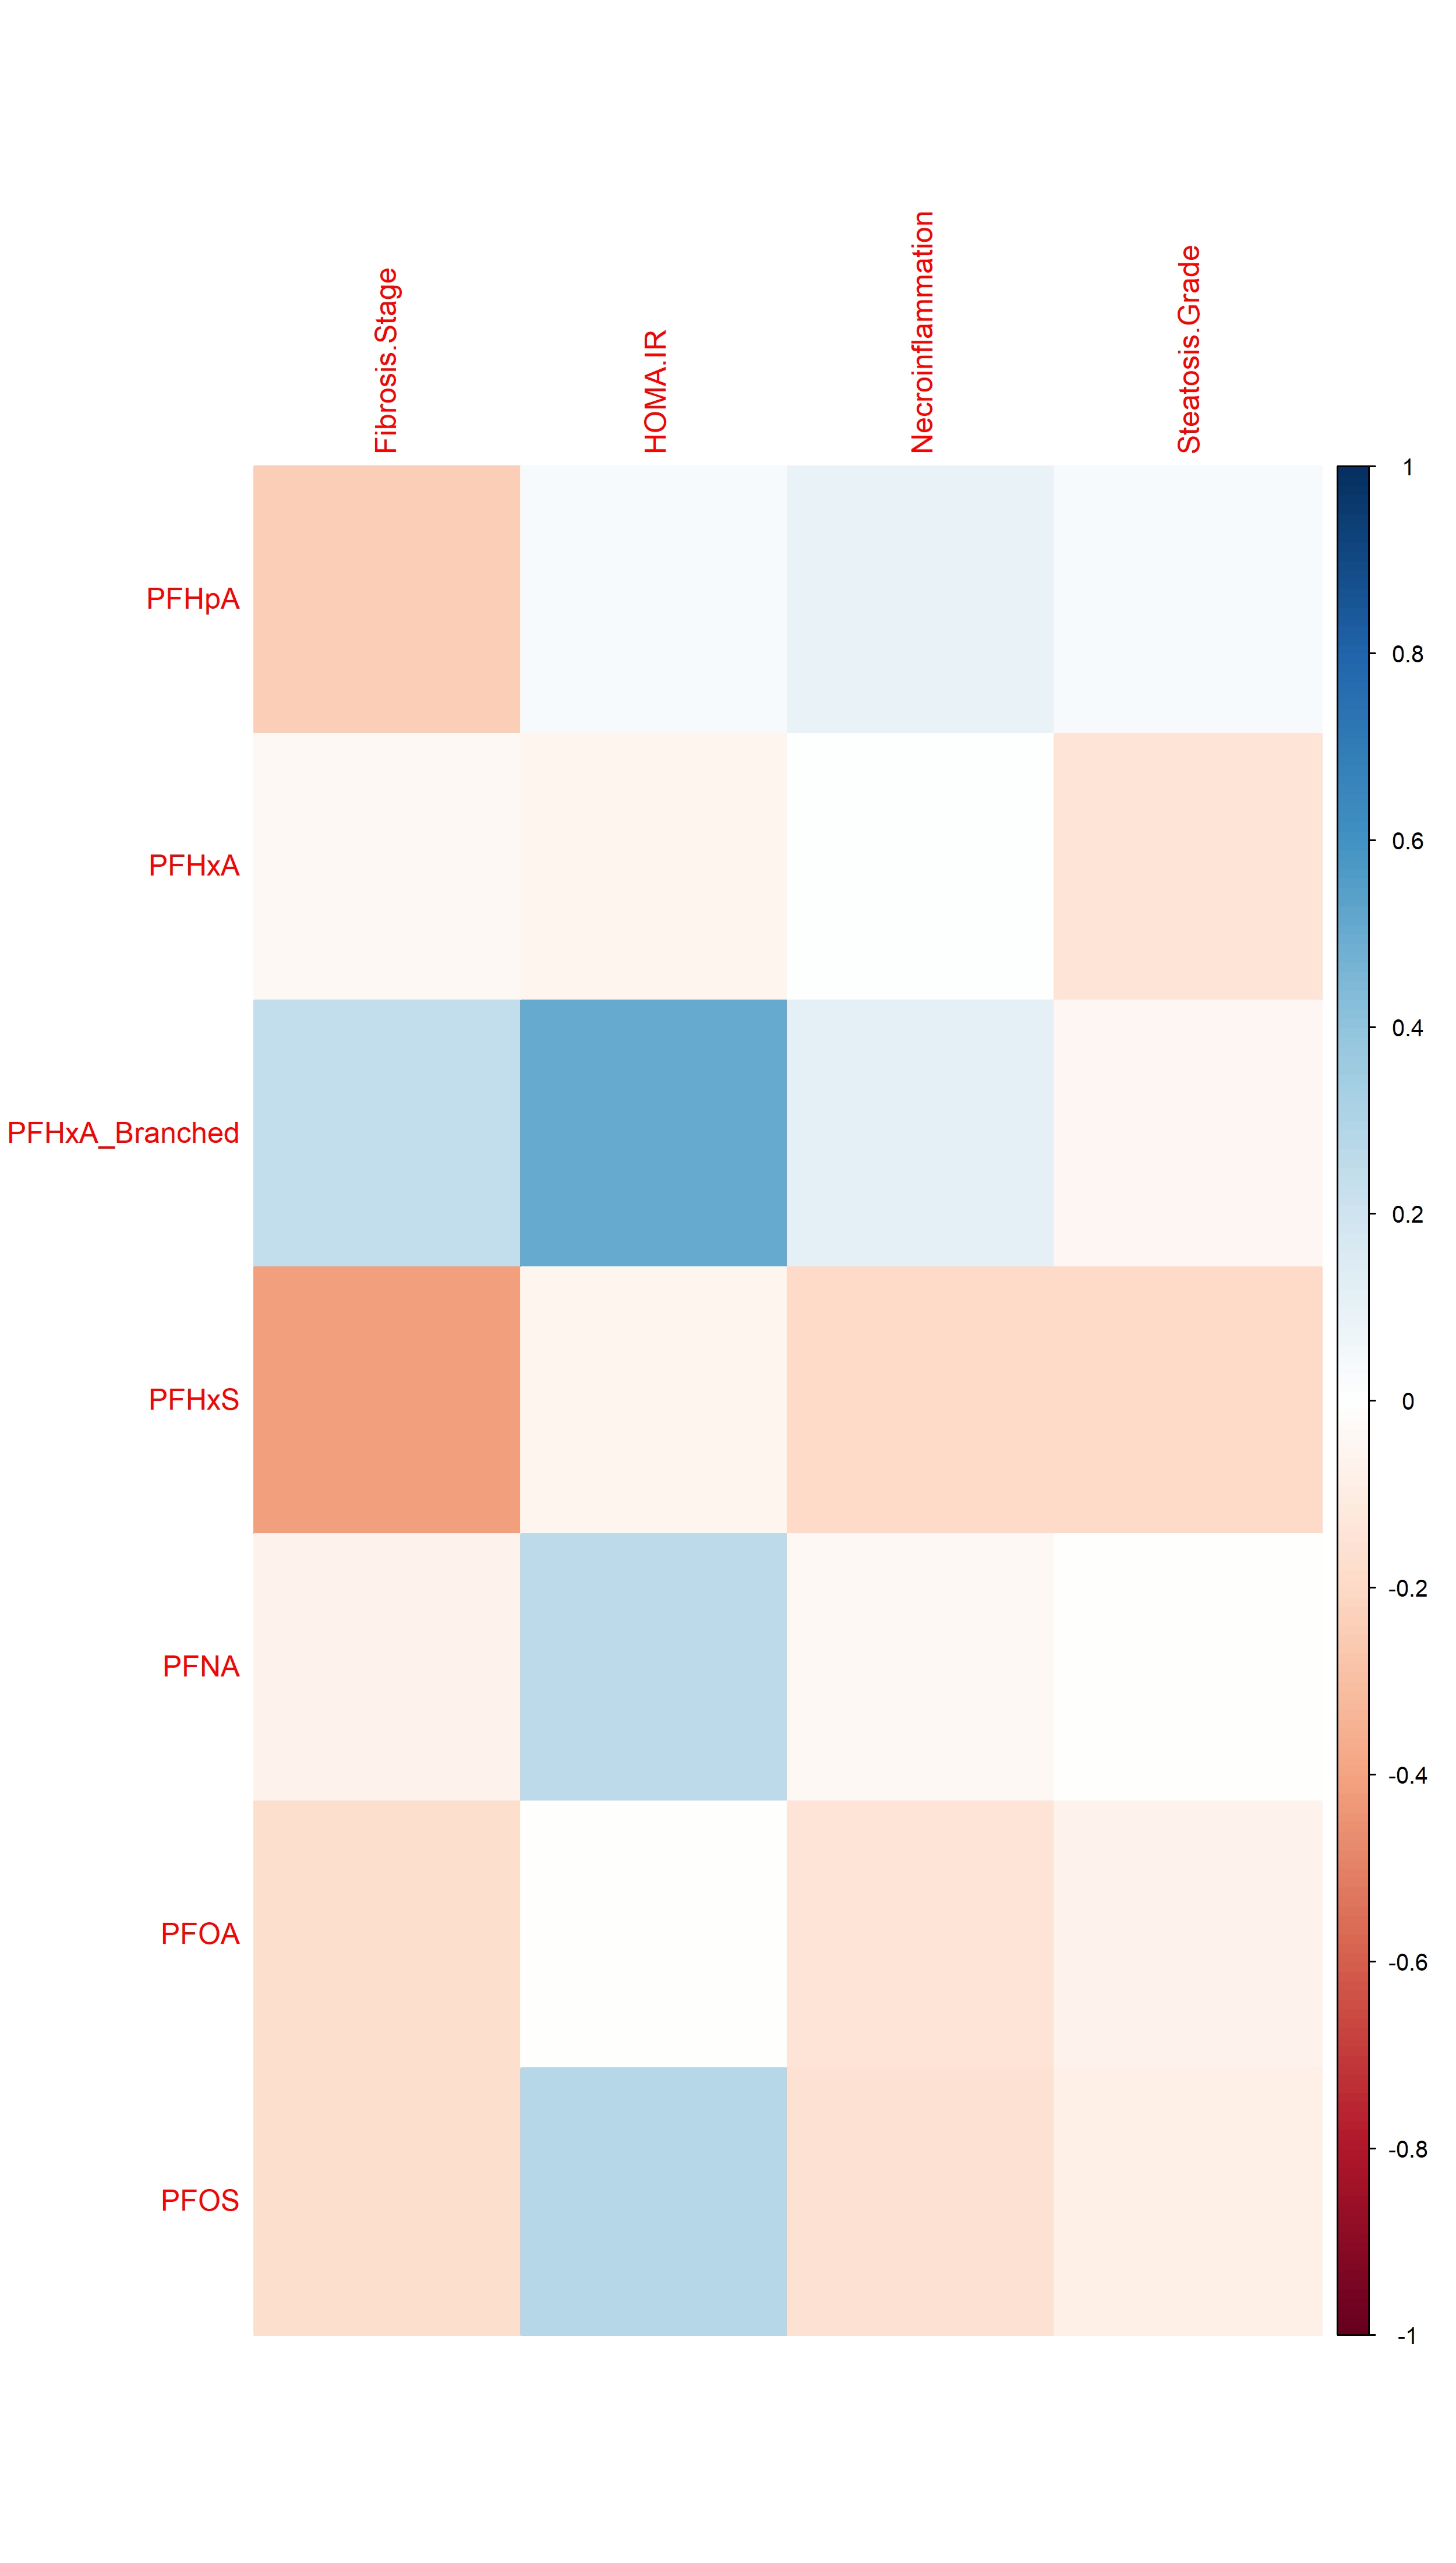 Fibrosis.Stage
HOMA.IR
Necroinflammation
Steatosis.Grade
PFHpA
PFHxA
PFHxA_Branched
PFHxS
PFNA
PFOA
PFOS
1
0.8
0.6
0.4
0.2
0
-0.2
-0.4
-0.6
-0.8
-1